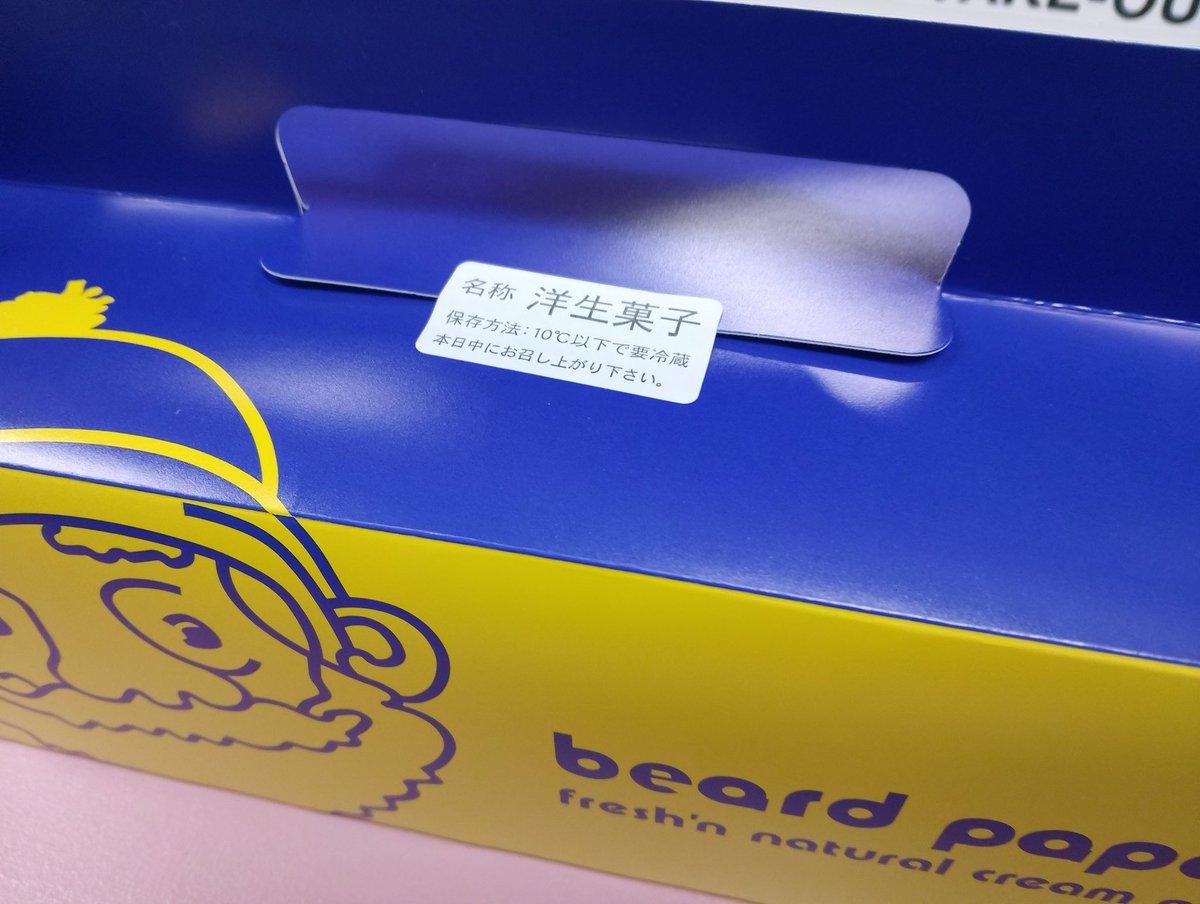 名称 洋生菓子
保存方法：10℃以下で要冷蔵
本日中にお召し上がり下さい。
beard
fresh'n natural cream